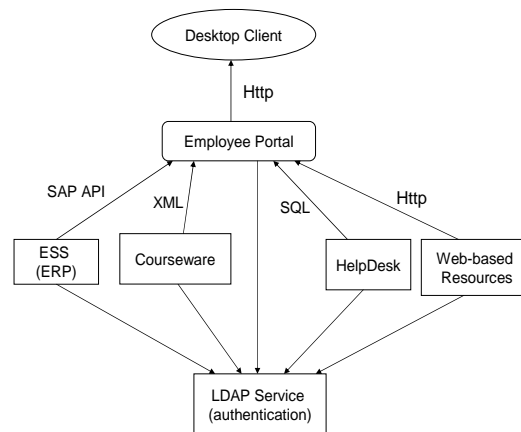 Desktop Client
Http
Employee Portal
SAP API
XML
SQL
Http
ESS
(ERP)
Courseware
HelpDesk
Web-based
Resources
LDAP Service
(authentication)